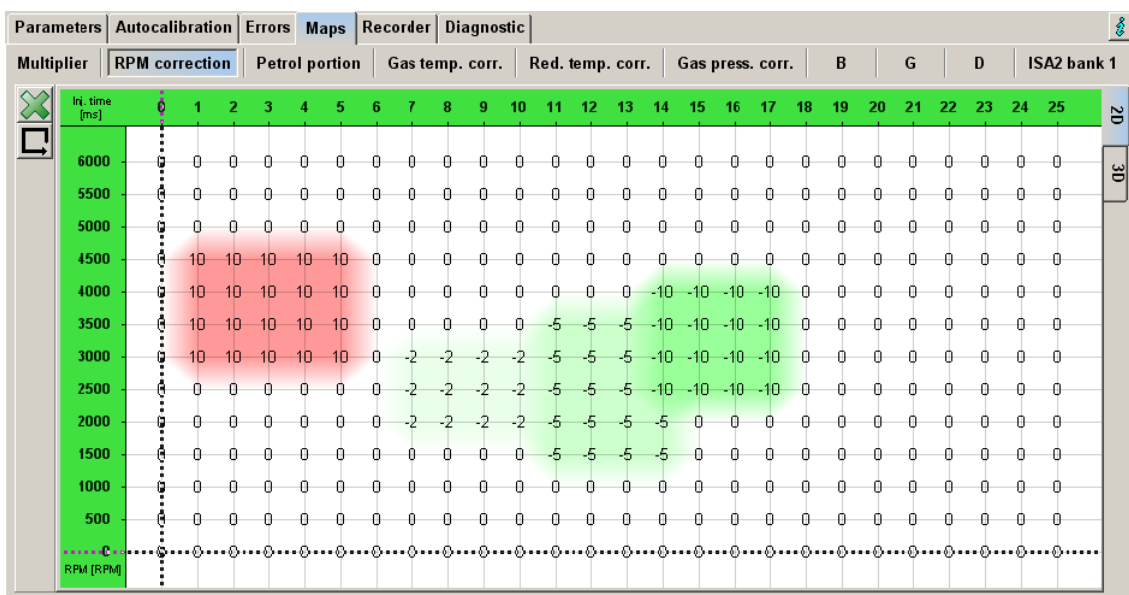 Parameters Autocalibration Errors Maps Recorder Diagnostic
Multiplier RPM correction Petrol portion Gas temp. corr. Red. temp. corr. Gas press. corr. B G D ISA2 bank 1
Inj. time [ms] 0 1 2 3 4 5 6 7 8 9 10 11 12 13 14 15 16 17 18 19 20 21 22 23 24 25
2D
3D
6000 0 0 0 0 0 0 0 0 0 0 0 0 0 0 0 0 0 0 0 0 0 0 0 0 0 0
5500 0 0 0 0 0 0 0 0 0 0 0 0 0 0 0 0 0 0 0 0 0 0 0 0 0 0
5000 0 0 0 0 0 0 0 0 0 0 0 0 0 0 0 0 0 0 0 0 0 0 0 0 0 0
4500 0 10 10 10 10 10 0 0 0 0 0 0 0 0 0 0 0 0 0 0 0 0 0 0 0 0
4000 0 10 10 10 10 10 0 0 0 0 0 0 0 0 -10 -10 -10 -10 0 0 0 0 0 0 0 0
3500 0 10 10 10 10 10 0 0 0 0 0 -5 -5 -5 -10 -10 -10 -10 0 0 0 0 0 0 0 0
3000 0 10 10 10 10 10 0 -2 -2 -2 -2 -5 -5 -5 -10 -10 -10 -10 0 0 0 0 0 0 0 0
2500 0 0 0 0 0 0 0 -2 -2 -2 -2 -5 -5 -5 -10 -10 -10 -10 0 0 0 0 0 0 0 0
2000 0 0 0 0 0 0 0 -2 -2 -2 -2 -5 -5 -5 -5 0 0 0 0 0 0 0 0 0 0 0
1500 0 0 0 0 0 0 0 0 0 0 0 -5 -5 -5 -5 0 0 0 0 0 0 0 0 0 0 0
1000 0 0 0 0 0 0 0 0 0 0 0 0 0 0 0 0 0 0 0 0 0 0 0 0 0 0
500 0 0 0 0 0 0 0 0 0 0 0 0 0 0 0 0 0 0 0 0 0 0 0 0 0 0
0 0 0 0 0 0 0 0 0 0 0 0 0 0 0 0 0 0 0 0 0 0 0 0 0 0 0
RPM [RPM]